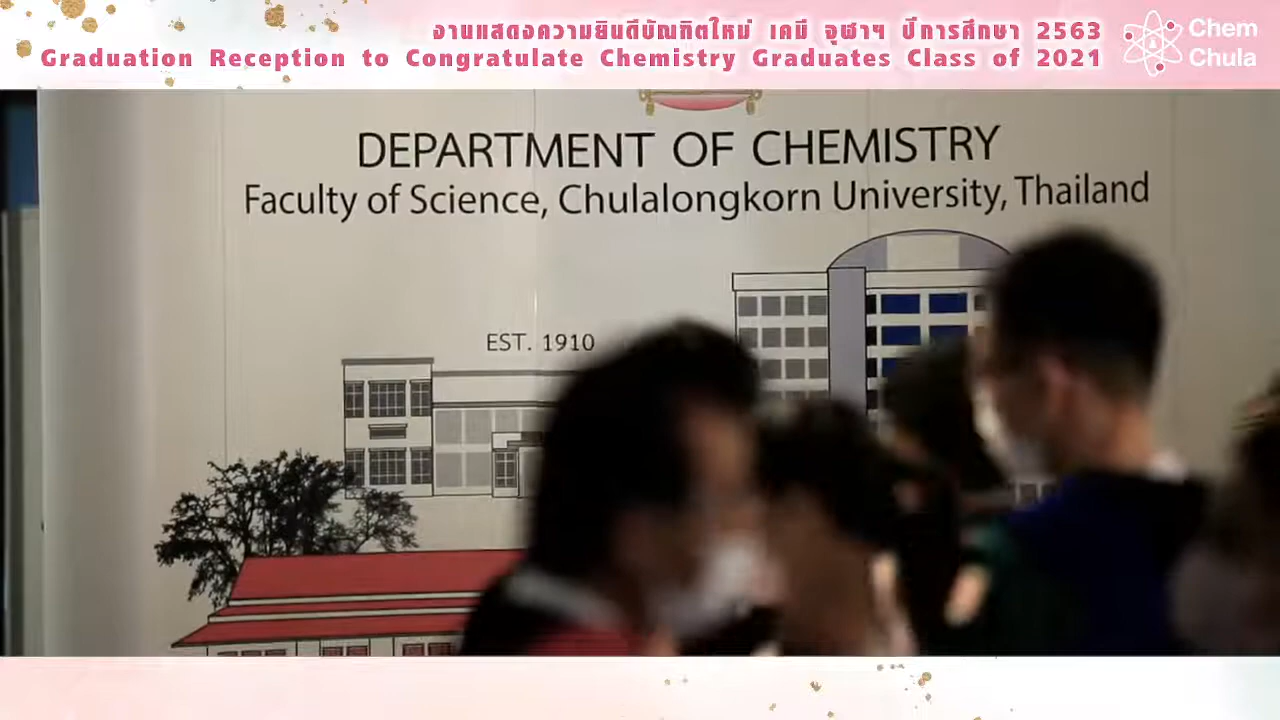 งานแสดงความยินดีบัณฑิตใหม่ เคมี จุฬาฯ ปีการศึกษา 2563
Graduation Reception to Congratulate Chemistry Graduates Class of 2021
Chem
Chula
DEPARTMENT OF CHEMISTRY
Faculty of Science, Chulalongkorn University, Thailand
EST. 1910